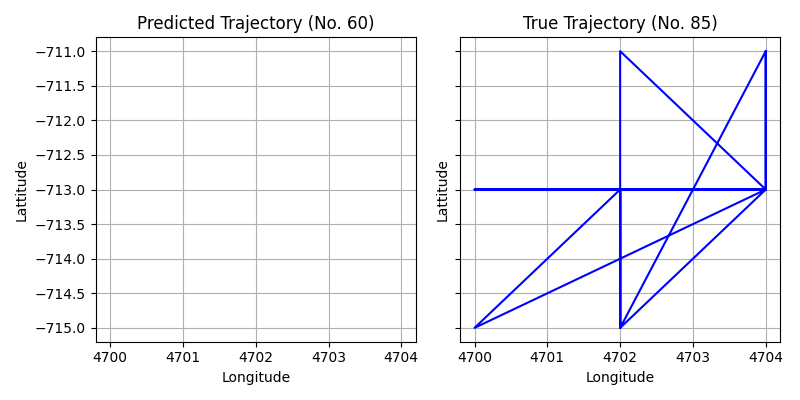 Predicted Trajectory (No. 60)
−711.0
−711.5
−712.0
−712.5
−713.0
−713.5
−714.0
−714.5
−715.0
Lattitude
4700 4701 4702 4703 4704
Longitude
True Trajectory (No. 85)
Lattitude
4700 4701 4702 4703 4704
Longitude